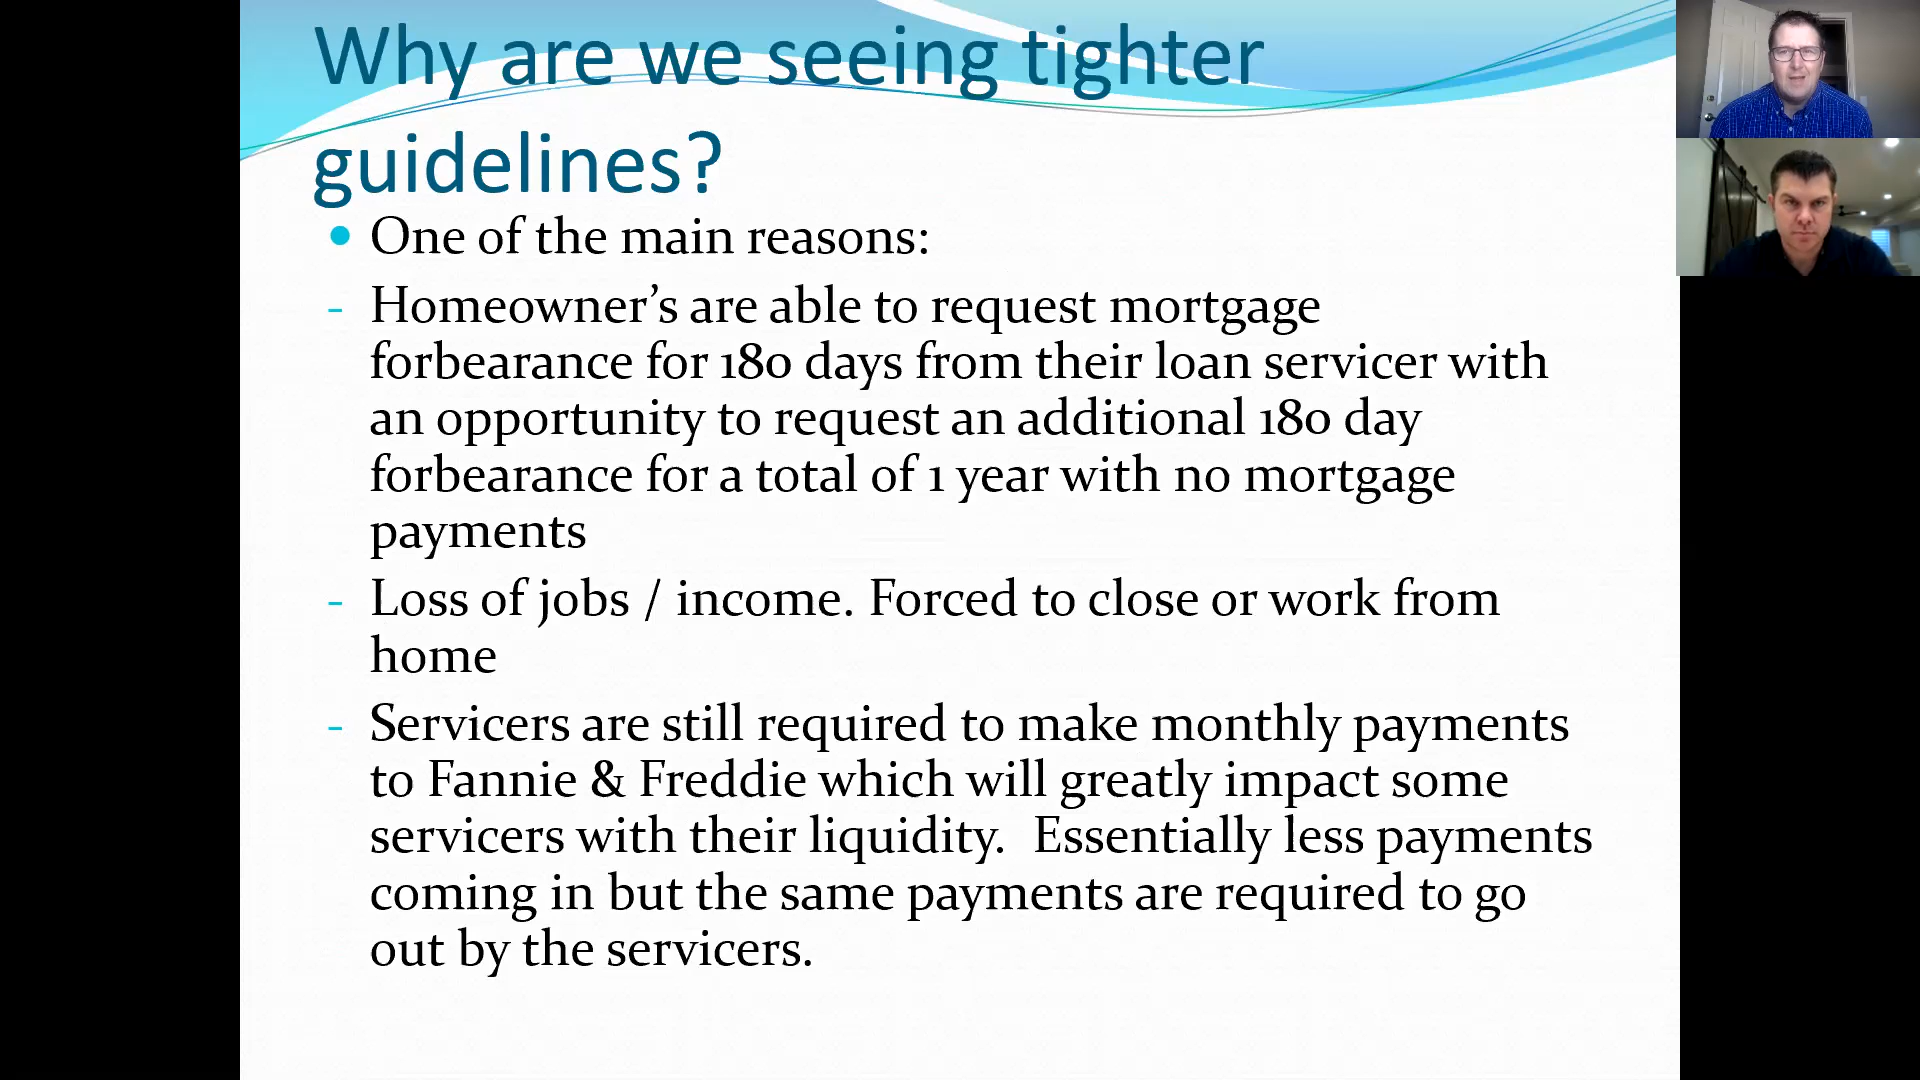 Why are we seeing tighter
guidelines?
• One of the main reasons:
- Homeowner’s are able to request mortgage
forbearance for 180 days from their loan servicer with
an opportunity to request an additional 180 day
forbearance for a total of 1 year with no mortgage
payments
- Loss of jobs / income. Forced to close or work from
home
- Servicers are still required to make monthly payments
to Fannie & Freddie which will greatly impact some
servicers with their liquidity.  Essentially less payments
coming in but the same payments are required to go
out by the servicers.